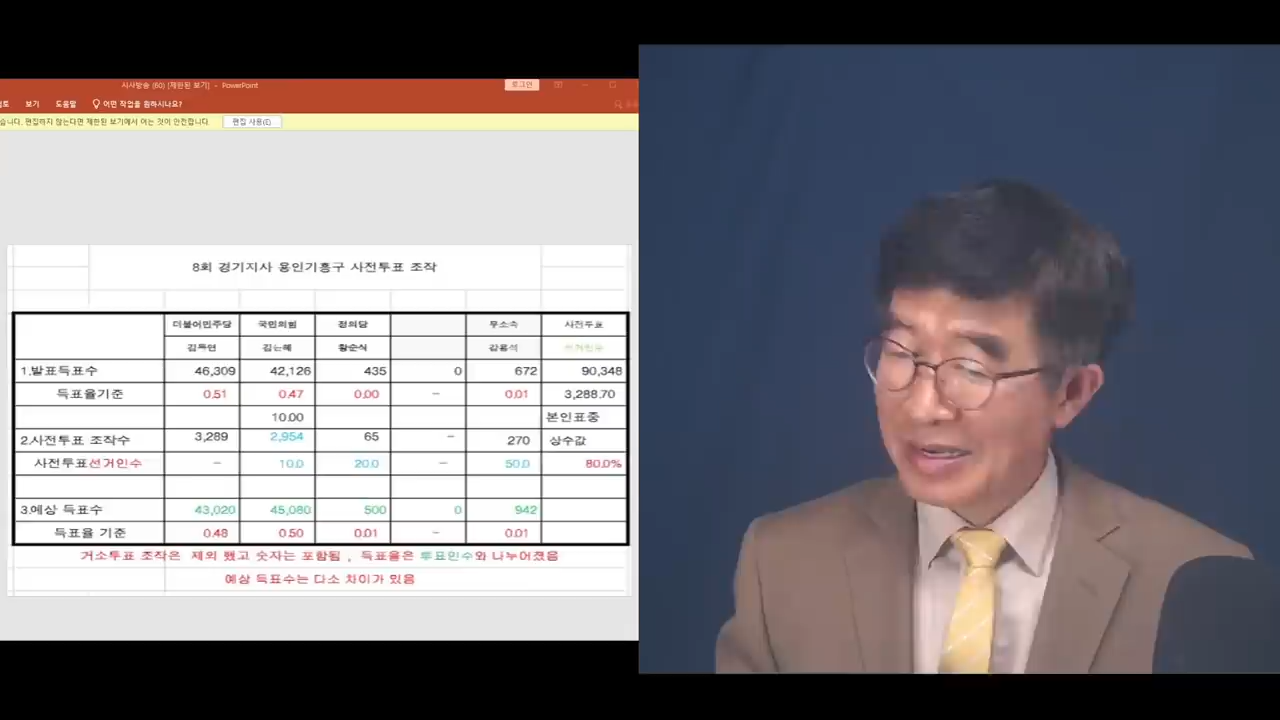 시사방송 (60) [제한된 보기] - PowerPoint
로그인
보기 도움말 어떤 작업을 원하시나요?
편집하지 않는다면 제한된 보기에서 여는 것이 안전합니다. 편집 사용(E)
8회 경기지사 용인기흥구 사전투표 조작
더불어민주당 국민의힘 정의당 무소속 사전투표
김동연 김은혜 황순식 강용석 선거인수
1.발표득표수 46,309 42,126 435 0 672 90,348
득표율기준 0.51 0.47 0.00 - 0.01 3,288.70
10.00 본인표중
2.사전투표 조작수 3,289 2,954 65 - 270 상수값
사전투표선거인수 - 10.0 20.0 - 50.0 80.0%
3.예상 득표수 43,020 45,080 500 0 942
득표율 기준 0.48 0.50 0.01 - 0.01
거소투표 조작은 제외 했고 숫자는 포함됨 , 득표율은 투표인수와 나누어졌음
예상 득표수는 다소 차이가 있음